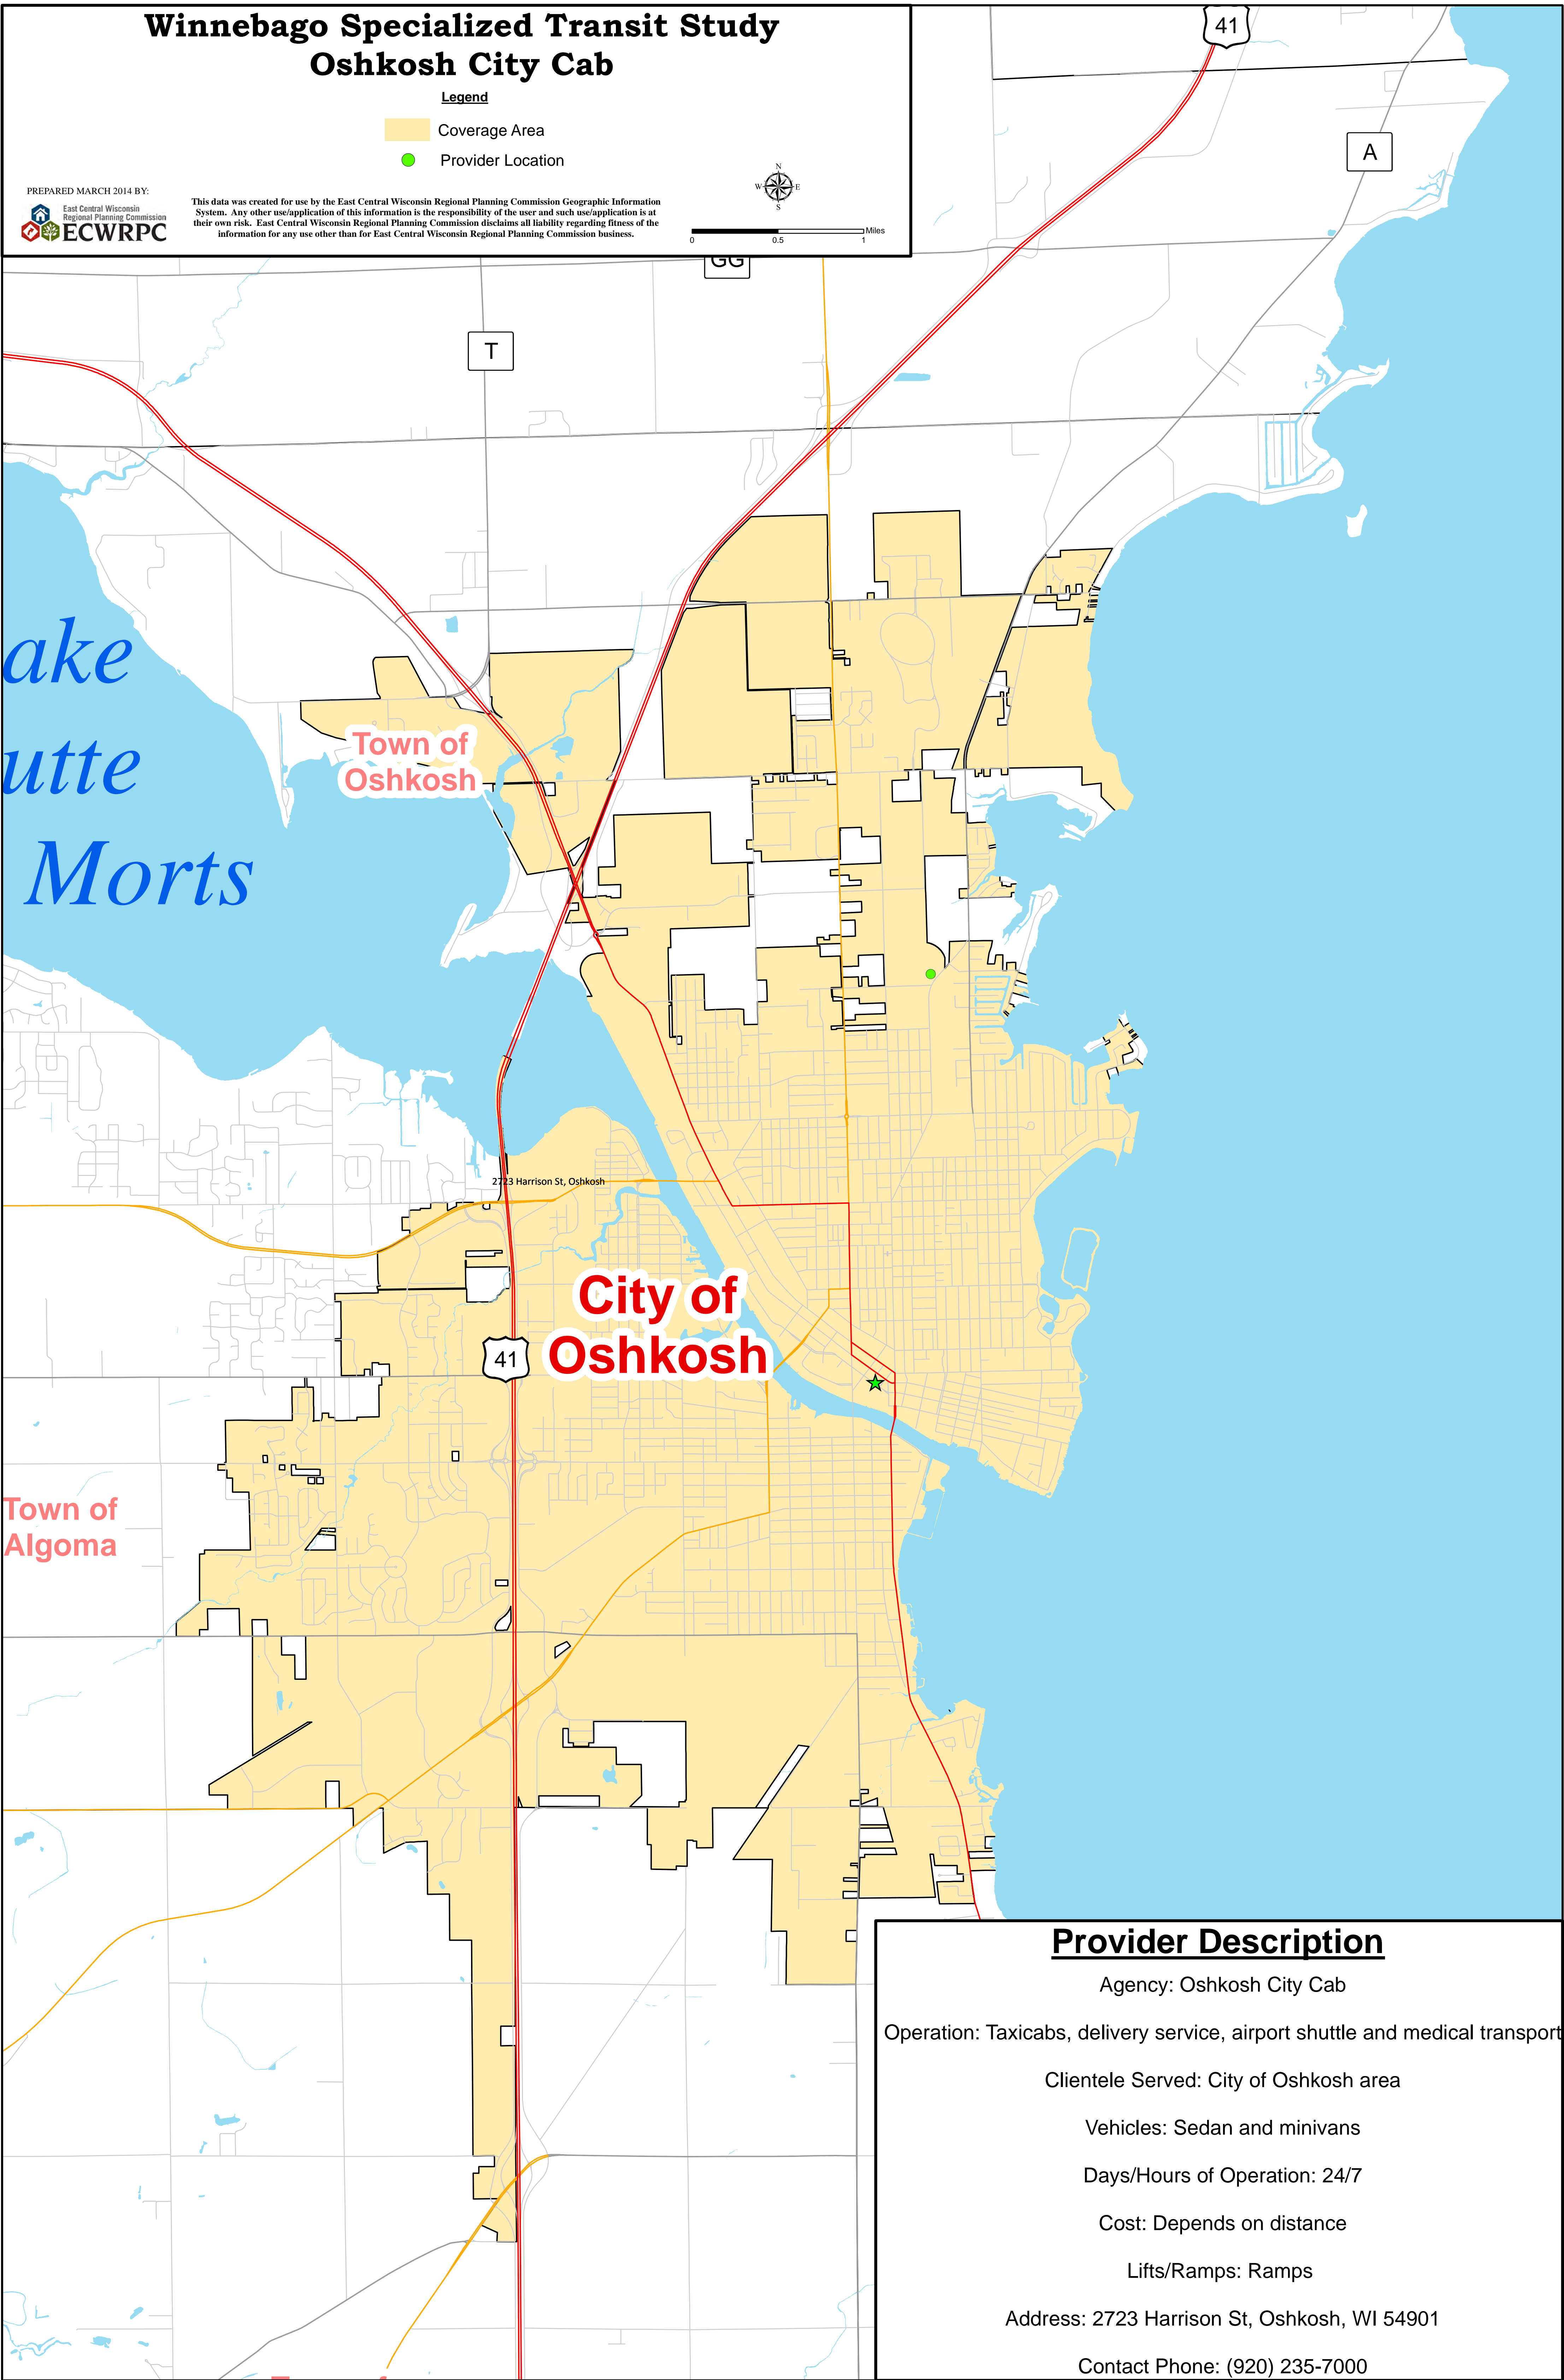 Winnebago Specialized Transit Study
Oshkosh City Cab
Legend
Coverage Area
Provider Location
PREPARED MARCH 2014 BY:
East Central Wisconsin
Regional Planning Commission
ECWRPC
This data was created for use by the East Central Wisconsin Regional Planning Commission Geographic Information
System. Any other use/application of this information is the responsibility of the user and such use/application is at
their own risk. East Central Wisconsin Regional Planning Commission disclaims all liability regarding fitness of the
information for any use other than for East Central Wisconsin Regional Planning Commission business.
N
W E
S
0 0.5 1 Miles
41
A
GG
T
ake
utte
Morts
Town of
Oshkosh
2723 Harrison St, Oshkosh
City of
Oshkosh
41
Town of
Algoma
Provider Description
Agency: Oshkosh City Cab
Operation: Taxicabs, delivery service, airport shuttle and medical transport
Clientele Served: City of Oshkosh area
Vehicles: Sedan and minivans
Days/Hours of Operation: 24/7
Cost: Depends on distance
Lifts/Ramps: Ramps
Address: 2723 Harrison St, Oshkosh, WI 54901
Contact Phone: (920) 235-7000